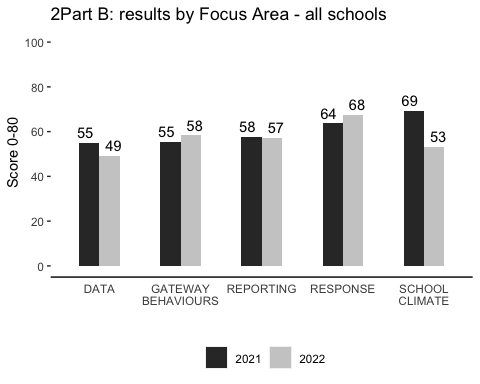 2Part B: results by Focus Area - all schools
100
80
60
40
20
0
Score 0-80
55
49
55
58
58
57
64
68
69
53
DATA
GATEWAY
BEHAVIOURS
REPORTING
RESPONSE
SCHOOL
CLIMATE
2021
2022